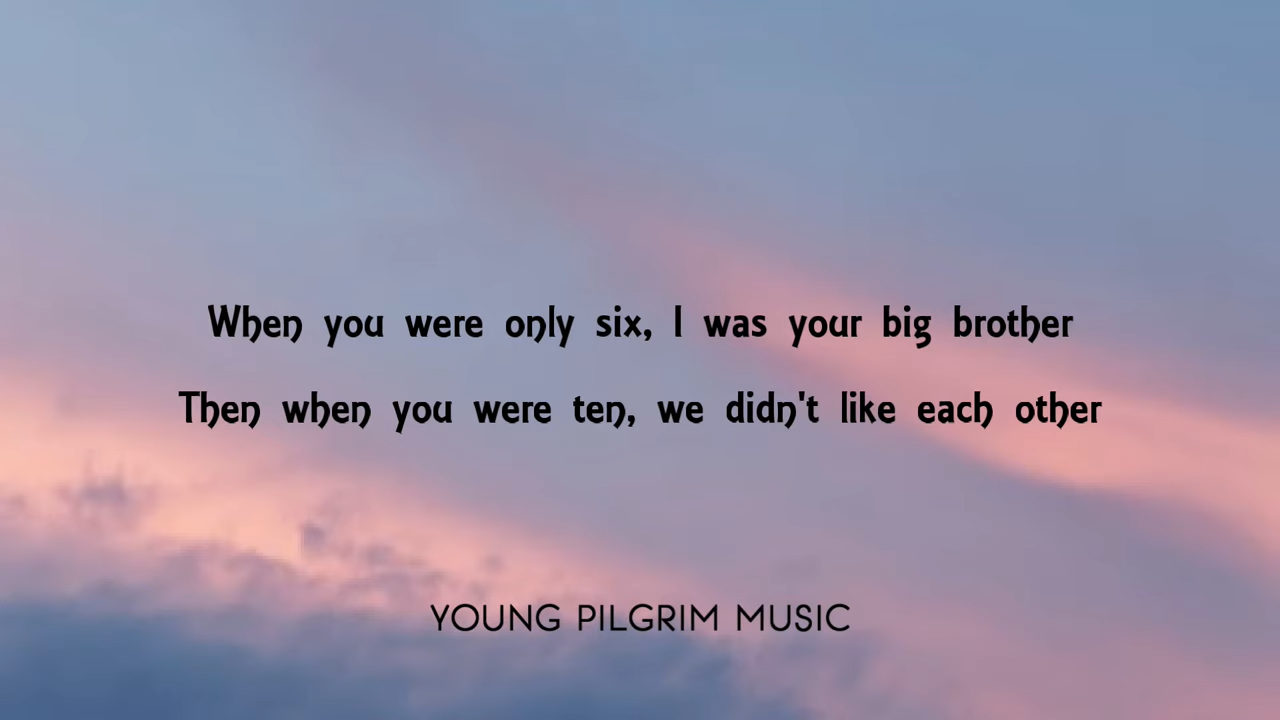 When you were only six, I was your big brother
Then when you were ten, we didn't like each other
YOUNG PILGRIM MUSIC